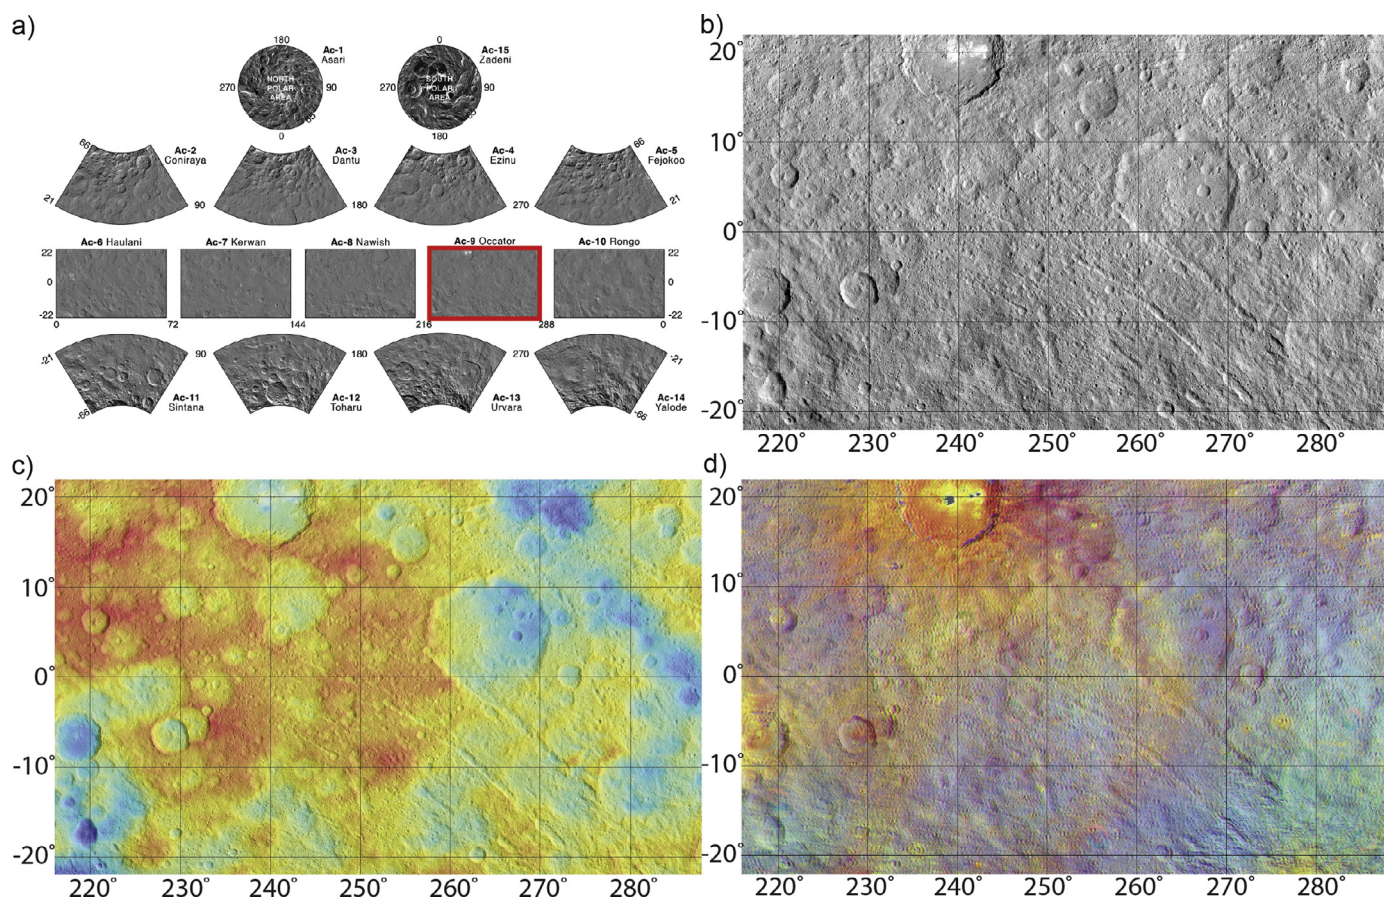 a)
180
Ac-1
Asari
270
NORTH
POLAR
AREA
90
0
0
Ac-15
Zadeni
270
SOUTH
POLAR
AREA
90
180
66
Ac-2
Coniraya
21
90
Ac-3
Dantu
180
Ac-4
Ezinu
270
66
Ac-5
Fejokoo
21
Ac-6 Haulani
Ac-7 Kerwan
Ac-8 Nawish
Ac-9 Occator
Ac-10 Rongo
22
0
-22
22
0
-22
0
72
144
216
288
0
-21
-66
90
Ac-11
Sintana
180
Ac-12
Toharu
270
Ac-13
Urvara
-21
-66
Ac-14
Yalode
b)
20°
10°
0°
-10°
-20°
220° 230° 240° 250° 260° 270° 280°
c)
20°
10°
0°
-10°
-20°
220° 230° 240° 250° 260° 270° 280°
d)
20°
10°
0°
-10°
-20°
220° 230° 240° 250° 260° 270° 280°